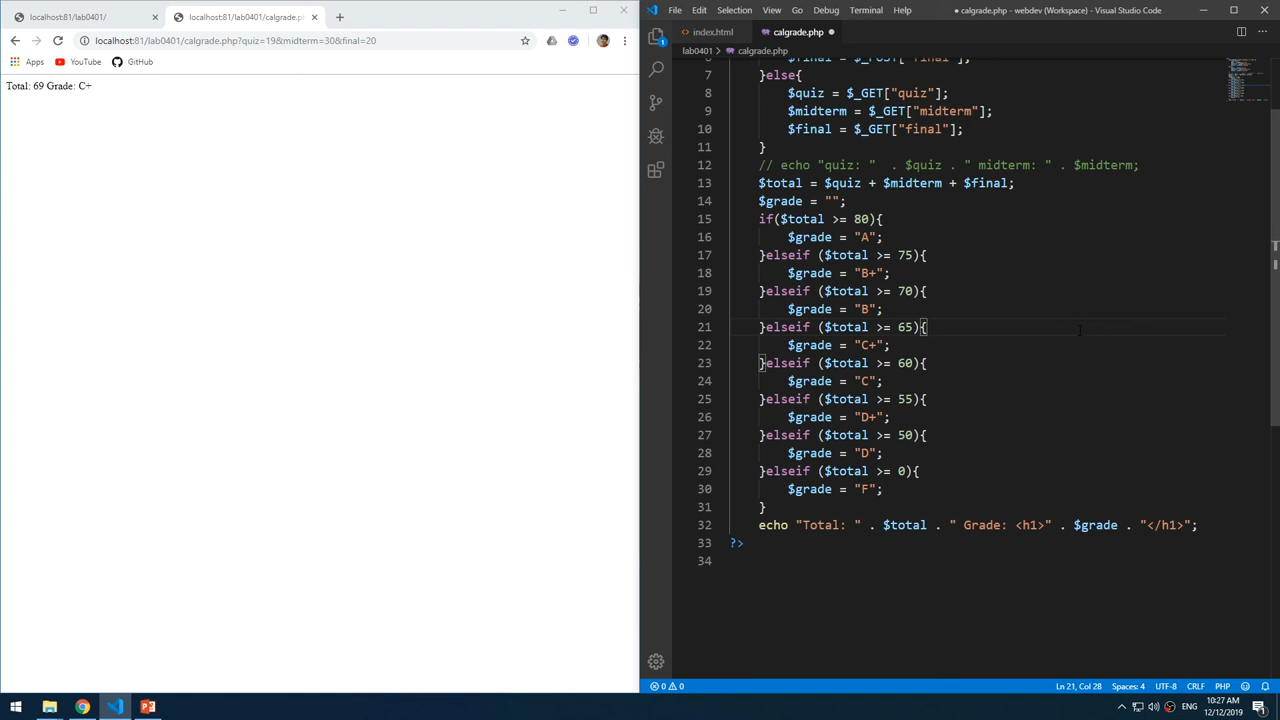 localhost:81/lab0401/
localhost:81/lab0401/calgrade.php
localhost:81/lab0401/calgrade.php?quiz=19&midterm=30&final=20
Apps YouTube GitHub
Total: 69 Grade: C+
File Edit Selection View Go Debug Terminal Help ● calgrade.php - webdev (Workspace) - Visual Studio Code
index.html calgrade.php ●
lab0401 > calgrade.php
6 $final = $_POST["final"];
7 }else{
8 $quiz = $_GET["quiz"];
9 $midterm = $_GET["midterm"];
10 $final = $_GET["final"];
11 }
12 // echo "quiz: " . $quiz . " midterm: " . $midterm;
13 $total = $quiz + $midterm + $final;
14 $grade = "";
15 if($total >= 80){
16 $grade = "A";
17 }elseif ($total >= 75){
18 $grade = "B+";
19 }elseif ($total >= 70){
20 $grade = "B";
21 }elseif ($total >= 65){
22 $grade = "C+";
23 }elseif ($total >= 60){
24 $grade = "C";
25 }elseif ($total >= 55){
26 $grade = "D+";
27 }elseif ($total >= 50){
28 $grade = "D";
29 }elseif ($total >= 0){
30 $grade = "F";
31 }
32 echo "Total: " . $total . " Grade: <h1>" . $grade . "</h1>";
33 ?>
34
0 0 Ln 21, Col 28 Spaces: 4 UTF-8 CRLF PHP
ENG 10:27 AM
12/12/2019